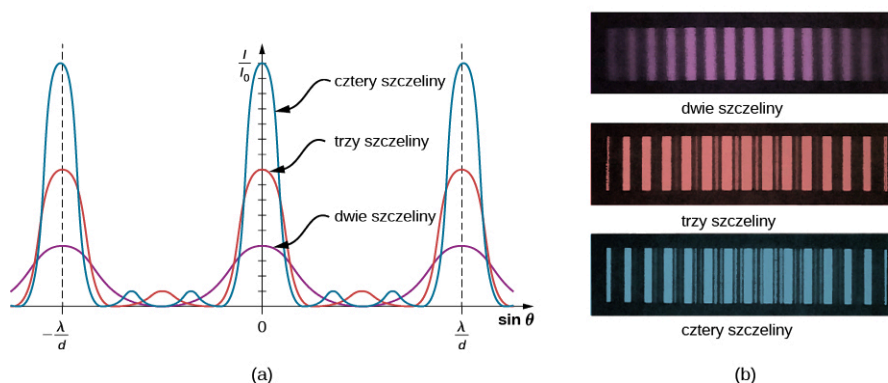 I/I₀
cztery szczeliny
trzy szczeliny
dwie szczeliny
−λ/d
0
λ/d
sin θ
(a)
dwie szczeliny
trzy szczeliny
cztery szczeliny
(b)